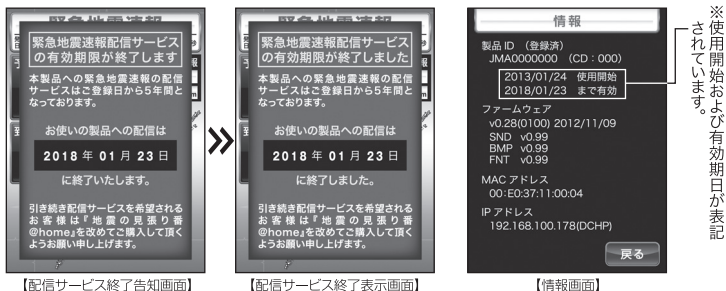 緊急地震速報
緊急地震速報配信サービス
の有効期限が終了します
本製品への緊急地震速報の配信
サービスはご登録日から5年間と
なっております。
お使いの製品への配信は
2018 年 01 月 23 日
に終了いたします。
引き続き配信サービスを希望される
お客様は『地震の見張り番
@home』を改めてご購入して頂く
ようお願い申し上げます。
【配信サービス終了告知画面】
緊急地震速報
緊急地震速報配信サービス
の有効期限が終了しました
本製品への緊急地震速報の配信
サービスはご登録日から5年間と
なっております。
お使いの製品への配信は
2018 年 01 月 23 日
に終了しました。
引き続き配信サービスを希望される
お客様は『地震の見張り番
@home』を改めてご購入して頂く
ようお願い申し上げます。
【配信サービス終了表示画面】
情報
製品 ID （登録済）
JMA0000000 （CD：000）
2013/01/24 使用開始
2018/01/23 まで有効
ファームウェア
v0.28(0100) 2012/11/09
SND v0.99
BMP v0.99
FNT v0.99
MAC アドレス
00:E0:37:11:00:04
IP アドレス
192.168.100.178(DCHP)
戻る
【情報画面】
※使用開始および有効期日が表記
されています。